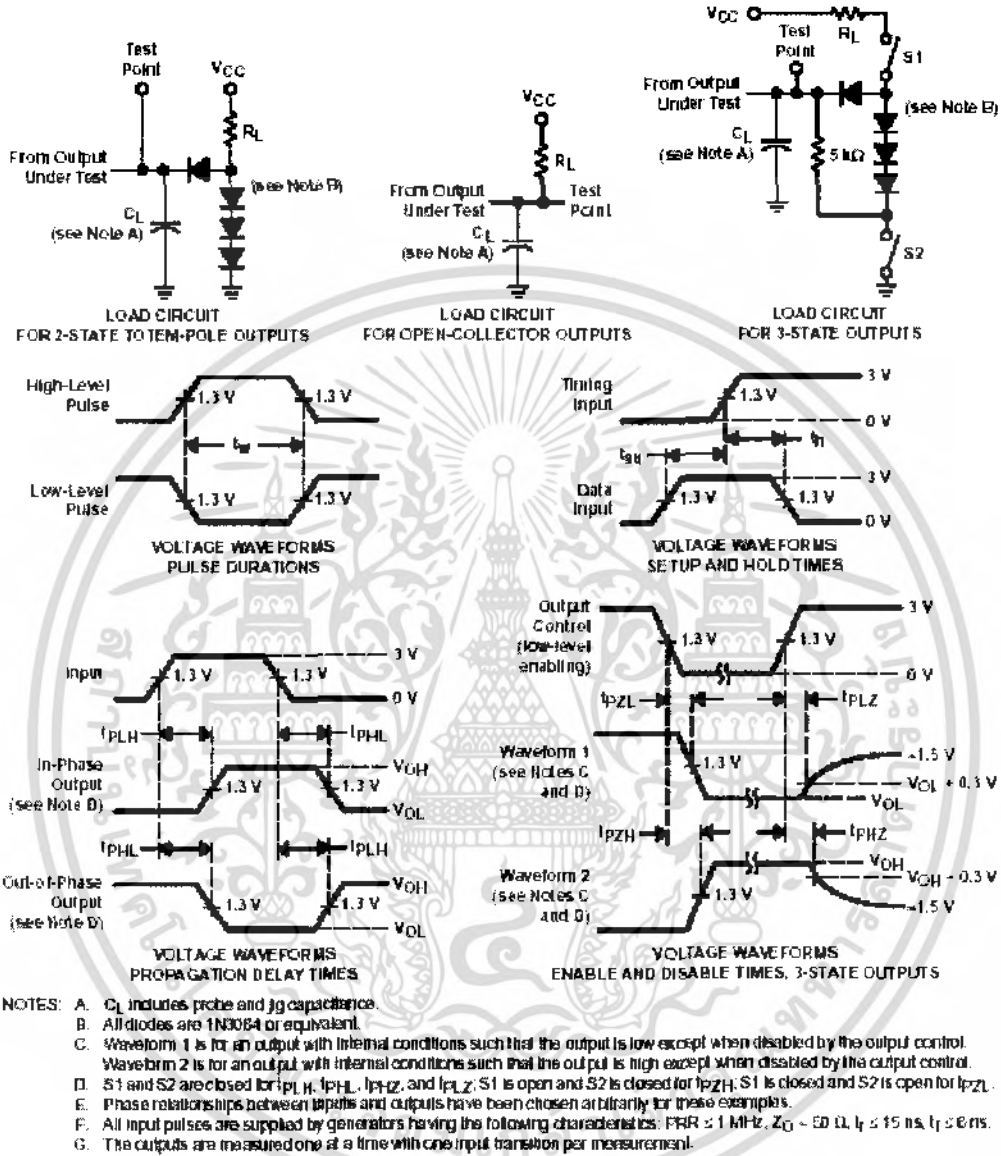 Test
Point
VCC
RL
From Output
Under Test
(see Note B)
CL
(see Note A)
LOAD CIRCUIT
FOR 2-STATE TOTEM-POLE OUTPUTS
VCC
RL
From Output
Under Test
Test
Point
CL
(see Note A)
LOAD CIRCUIT
FOR OPEN-COLLECTOR OUTPUTS
VCC
RL
Test
Point
S1
From Output
Under Test
(see Note B)
CL
(see Note A)
5 kΩ
S2
LOAD CIRCUIT
FOR 3-STATE OUTPUTS
High-Level
Pulse
1.3 V
1.3 V
tw
Low-Level
Pulse
1.3 V
1.3 V
VOLTAGE WAVEFORMS
PULSE DURATIONS
Timing
Input
1.3 V
3 V
0 V
tsu
th
Data
Input
1.3 V
1.3 V
3 V
0 V
VOLTAGE WAVEFORMS
SETUP AND HOLD TIMES
Input
1.3 V
1.3 V
3 V
0 V
tPLH
tPHL
In-Phase
Output
(see Note D)
1.3 V
1.3 V
VOH
VOL
tPHL
tPLH
Out-of-Phase
Output
(see Note D)
1.3 V
1.3 V
VOH
VOL
VOLTAGE WAVEFORMS
PROPAGATION DELAY TIMES
Output
Control
(low-level
enabling)
1.3 V
1.3 V
3 V
0 V
tPZL
tPLZ
Waveform 1
(see Notes C
and D)
1.3 V
≈1.5 V
VOL + 0.3 V
VOL
tPZH
tPHZ
Waveform 2
(see Notes C
and D)
1.3 V
VOH
VOH − 0.3 V
≈1.5 V
VOLTAGE WAVEFORMS
ENABLE AND DISABLE TIMES, 3-STATE OUTPUTS
NOTES: A. CL includes probe and jig capacitance.
B. All diodes are 1N3064 or equivalent.
C. Waveform 1 is for an output with internal conditions such that the output is low except when disabled by the output control.
Waveform 2 is for an output with internal conditions such that the output is high except when disabled by the output control.
D. S1 and S2 are closed for tPLH, tPHL, tPHZ, and tPLZ; S1 is open and S2 is closed for tPZH; S1 is closed and S2 is open for tPZL.
E. Phase relationships between inputs and outputs have been chosen arbitrarily for these examples.
F. All input pulses are supplied by generators having the following characteristics: PRR ≤ 1 MHz, ZO ≈ 50 Ω, tr ≤ 15 ns, tf ≤ 6 ns.
G. The outputs are measured one at a time with one input transition per measurement.